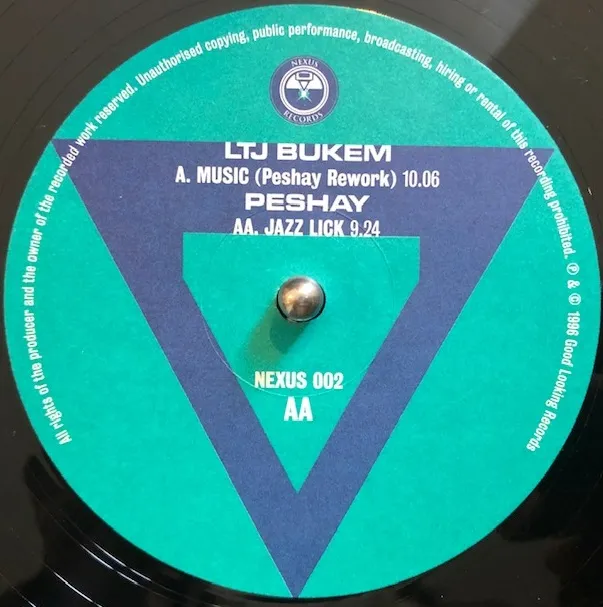 All rights of the producer and the owner of the recorded work reserved. Unauthorised copying, public performance, broadcasting, hiring or rental of this recording prohibited. ℗ & © 1996 Good Looking Records
NEXUS
RECORDS
LTJ BUKEM
A. MUSIC (Peshay Rework) 10.06
PESHAY
AA. JAZZ LICK 9.24
NEXUS 002
AA